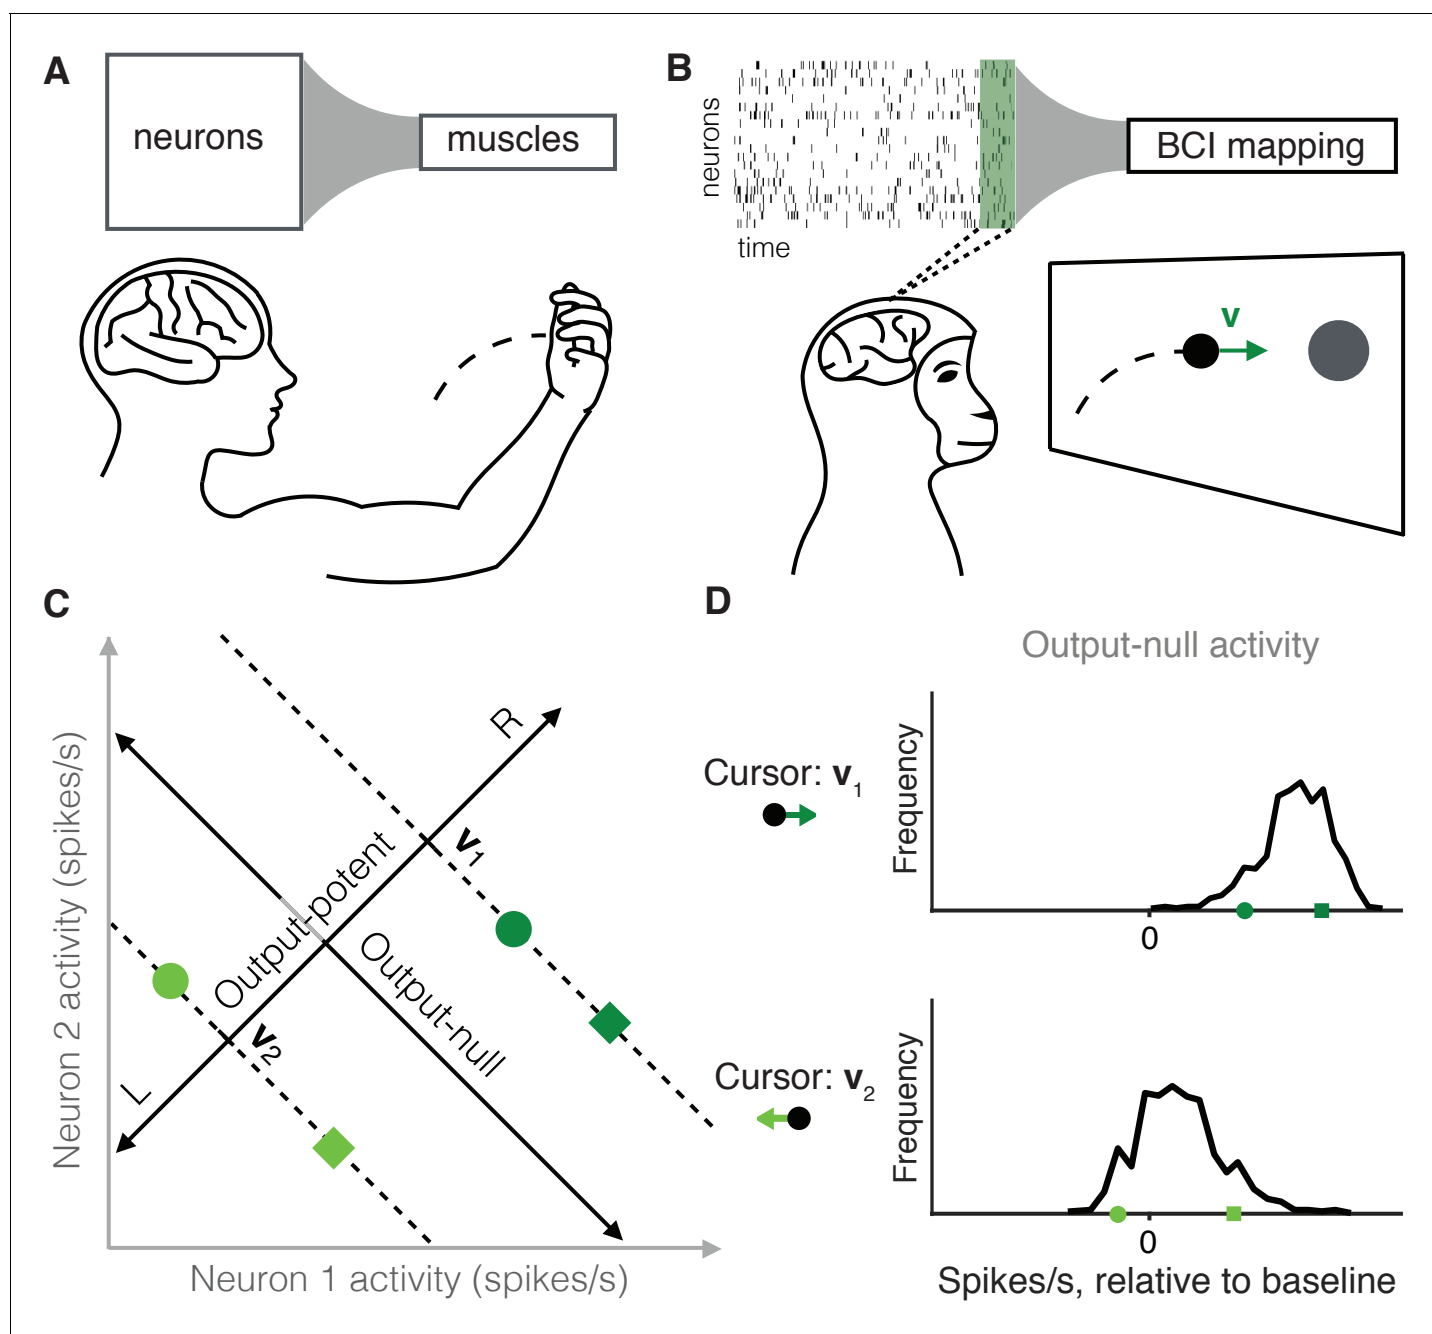 A
neurons
muscles
B
neurons
time
BCI mapping
v
C
Neuron 2 activity (spikes/s)
Neuron 1 activity (spikes/s)
R
L
Output-potent
Output-null
v1
v2
D
Output-null activity
Cursor: v1
Frequency
0
Cursor: v2
Frequency
0
Spikes/s, relative to baseline